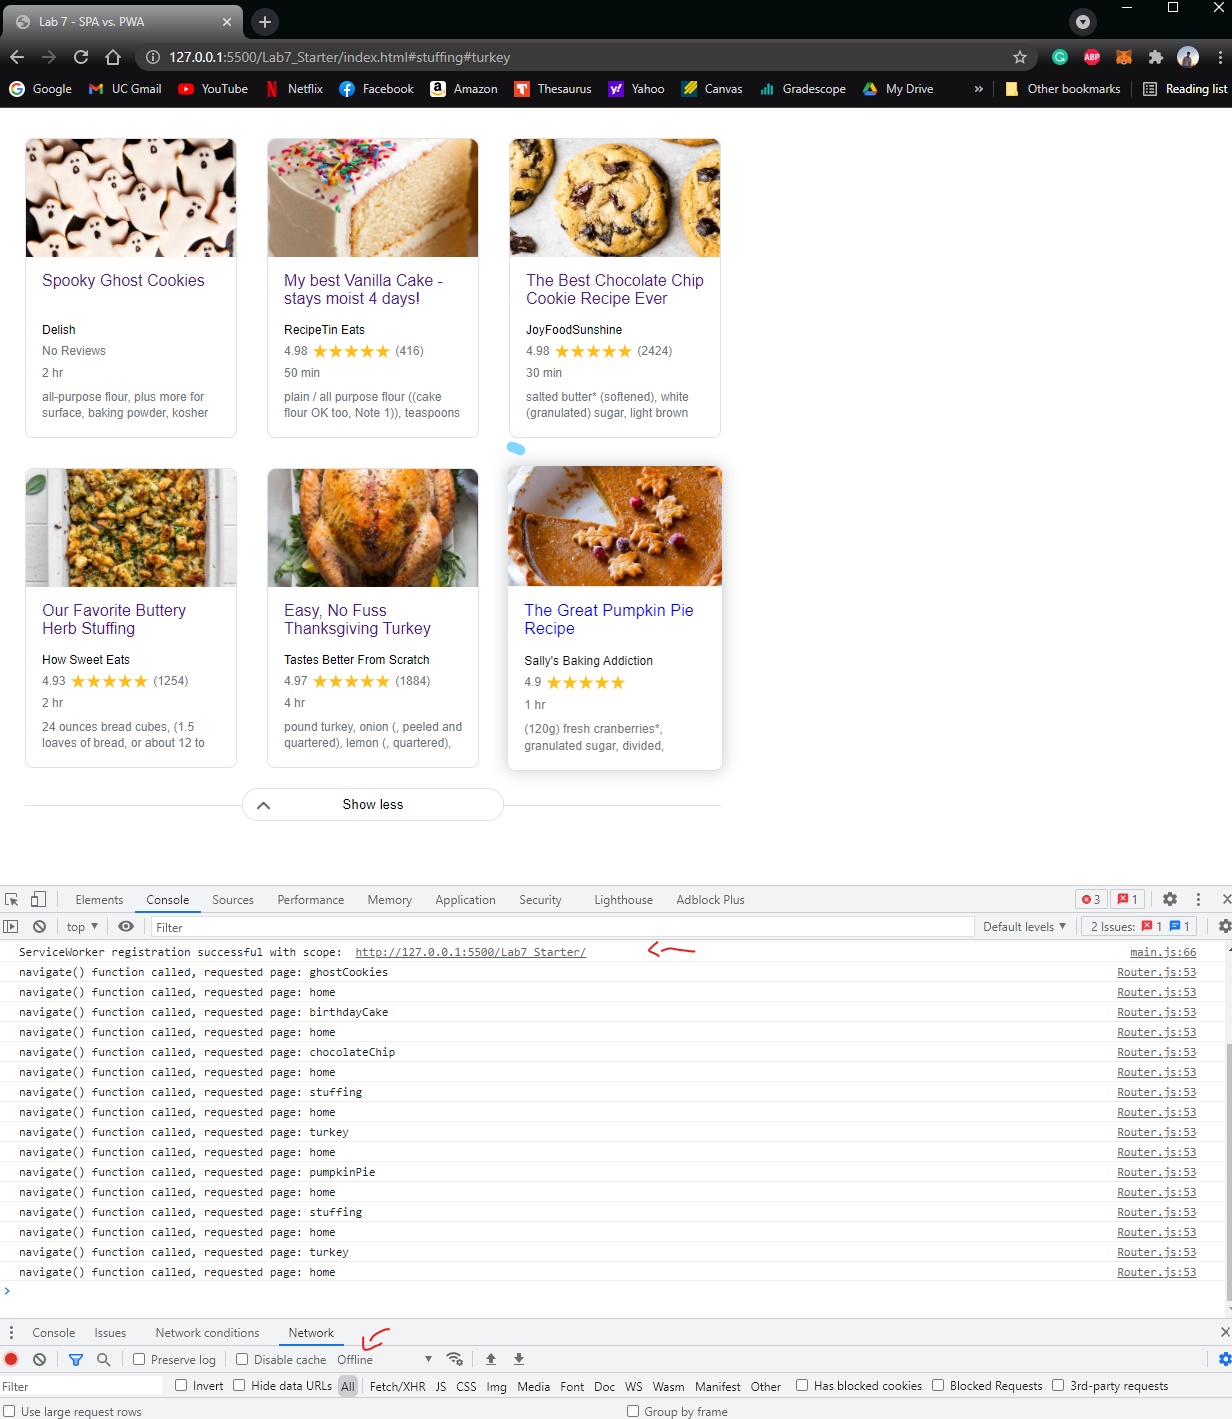 Lab 7 - SPA vs. PWA
127.0.0.1:5500/Lab7_Starter/index.html#stuffing#turkey
ABP
Google UC Gmail YouTube Netflix Facebook Amazon Thesaurus Yahoo Canvas Gradescope My Drive » Other bookmarks Reading list
Spooky Ghost Cookies
Delish
No Reviews
2 hr
all-purpose flour, plus more for
surface, baking powder, kosher
My best Vanilla Cake -
stays moist 4 days!
RecipeTin Eats
4.98 ★★★★★ (416)
50 min
plain / all purpose flour ((cake
flour OK too, Note 1)), teaspoons
The Best Chocolate Chip
Cookie Recipe Ever
JoyFoodSunshine
4.98 ★★★★★ (2424)
30 min
salted butter* (softened), white
(granulated) sugar, light brown
Our Favorite Buttery
Herb Stuffing
How Sweet Eats
4.93 ★★★★★ (1254)
2 hr
24 ounces bread cubes, (1.5
loaves of bread, or about 12 to
Easy, No Fuss
Thanksgiving Turkey
Tastes Better From Scratch
4.97 ★★★★★ (1884)
4 hr
pound turkey, onion (, peeled and
quartered), lemon (, quartered),
The Great Pumpkin Pie
Recipe
Sally's Baking Addiction
4.9 ★★★★★
1 hr
(120g) fresh cranberries*,
granulated sugar, divided,
Show less
Elements Console Sources Performance Memory Application Security Lighthouse Adblock Plus 3 1
top Filter Default levels 2 Issues: 1 1
ServiceWorker registration successful with scope: http://127.0.0.1:5500/Lab7_Starter/ main.js:66
navigate() function called, requested page: ghostCookies Router.js:53
navigate() function called, requested page: home Router.js:53
navigate() function called, requested page: birthdayCake Router.js:53
navigate() function called, requested page: home Router.js:53
navigate() function called, requested page: chocolateChip Router.js:53
navigate() function called, requested page: home Router.js:53
navigate() function called, requested page: stuffing Router.js:53
navigate() function called, requested page: home Router.js:53
navigate() function called, requested page: turkey Router.js:53
navigate() function called, requested page: home Router.js:53
navigate() function called, requested page: pumpkinPie Router.js:53
navigate() function called, requested page: home Router.js:53
navigate() function called, requested page: stuffing Router.js:53
navigate() function called, requested page: home Router.js:53
navigate() function called, requested page: turkey Router.js:53
navigate() function called, requested page: home Router.js:53
>
Console Issues Network conditions Network
Preserve log Disable cache Offline
Filter Invert Hide data URLs All Fetch/XHR JS CSS Img Media Font Doc WS Wasm Manifest Other Has blocked cookies Blocked Requests 3rd-party requests
Use large request rows Group by frame